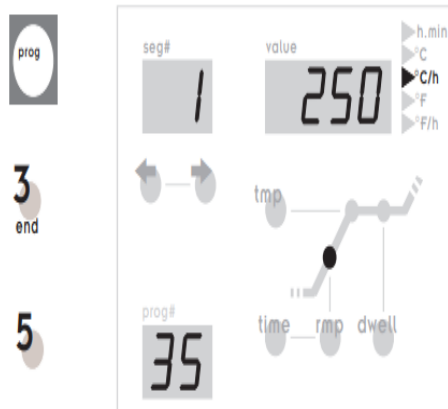 prog
3
end
5
seg#
1
value
250
h.min
°C
°C/h
°F
°F/h
tmp
time rmp dwell
prog#
35